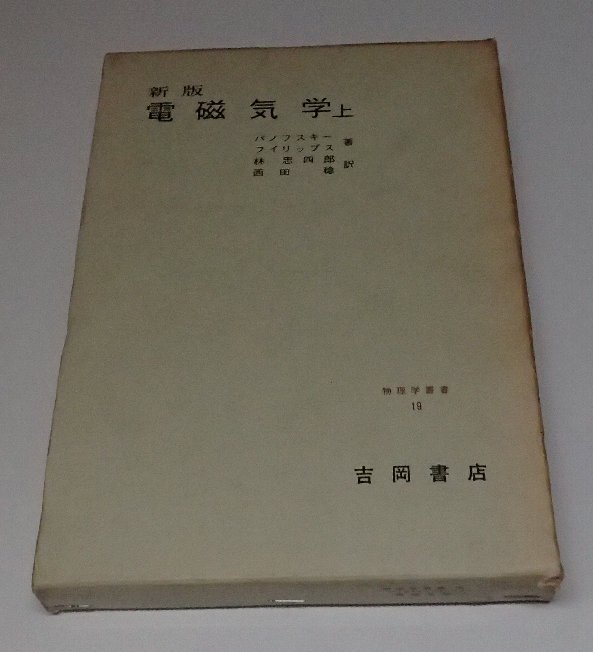 新版
電磁気学上
パノフスキー
フイリップス 著
林忠四郎
西田稔 訳
物理学叢書
19
吉岡書店